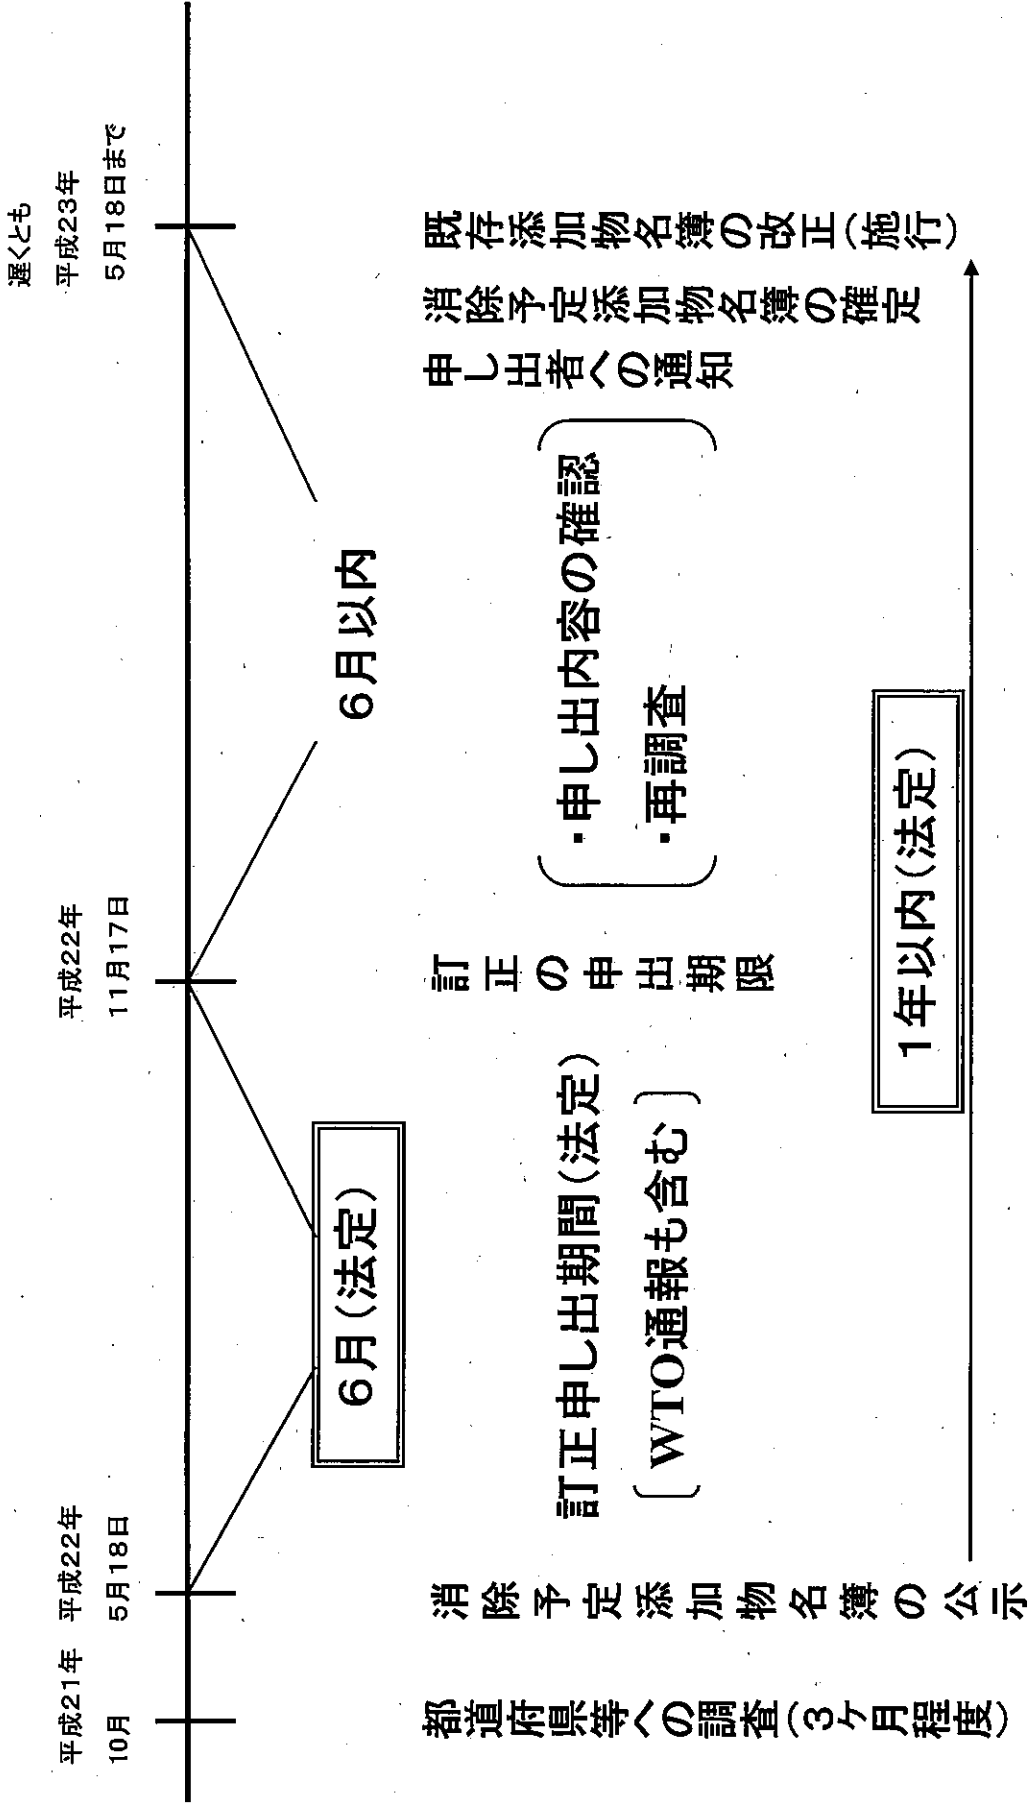 平成21年
10月
平成22年
5月18日
平成22年
11月17日
遅くとも
平成23年
5月18日まで
6月(法定)
6月以内
都道府県等への調査(3ケ月程度)
消除予定添加物名簿の公示
訂正申し出期間(法定)
WTO通報も含む
訂正の申出期限
・申し出内容の確認
・再調査
申し出者への通知
消除予定添加物名簿の確定
既存添加物名簿の改正(施行)
1年以内(法定)